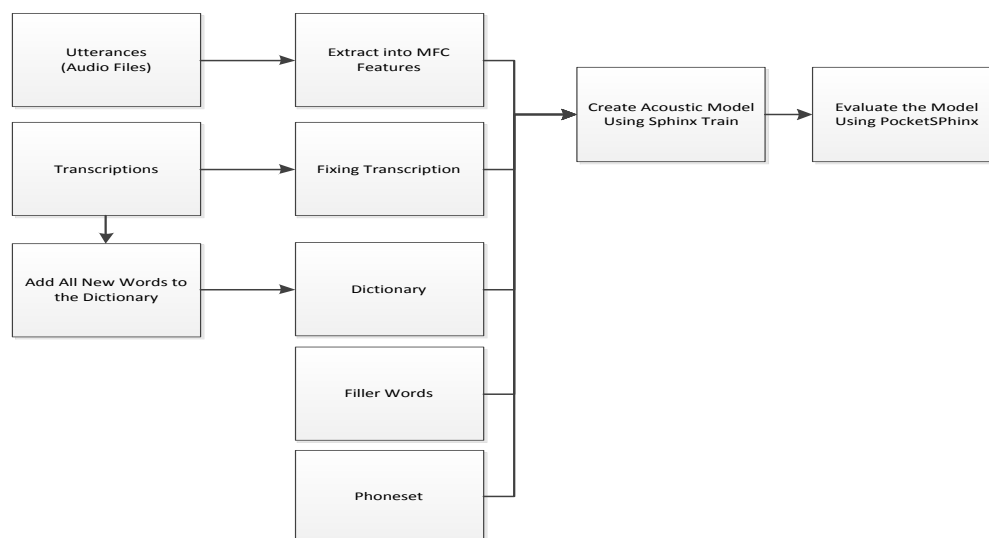 Utterances
(Audio Files)
Extract into MFC
Features
Create Acoustic Model
Using Sphinx Train
Evaluate the Model
Using PocketSPhinx
Transcriptions
Fixing Transcription
Add All New Words to
the Dictionary
Dictionary
Filler Words
Phoneset